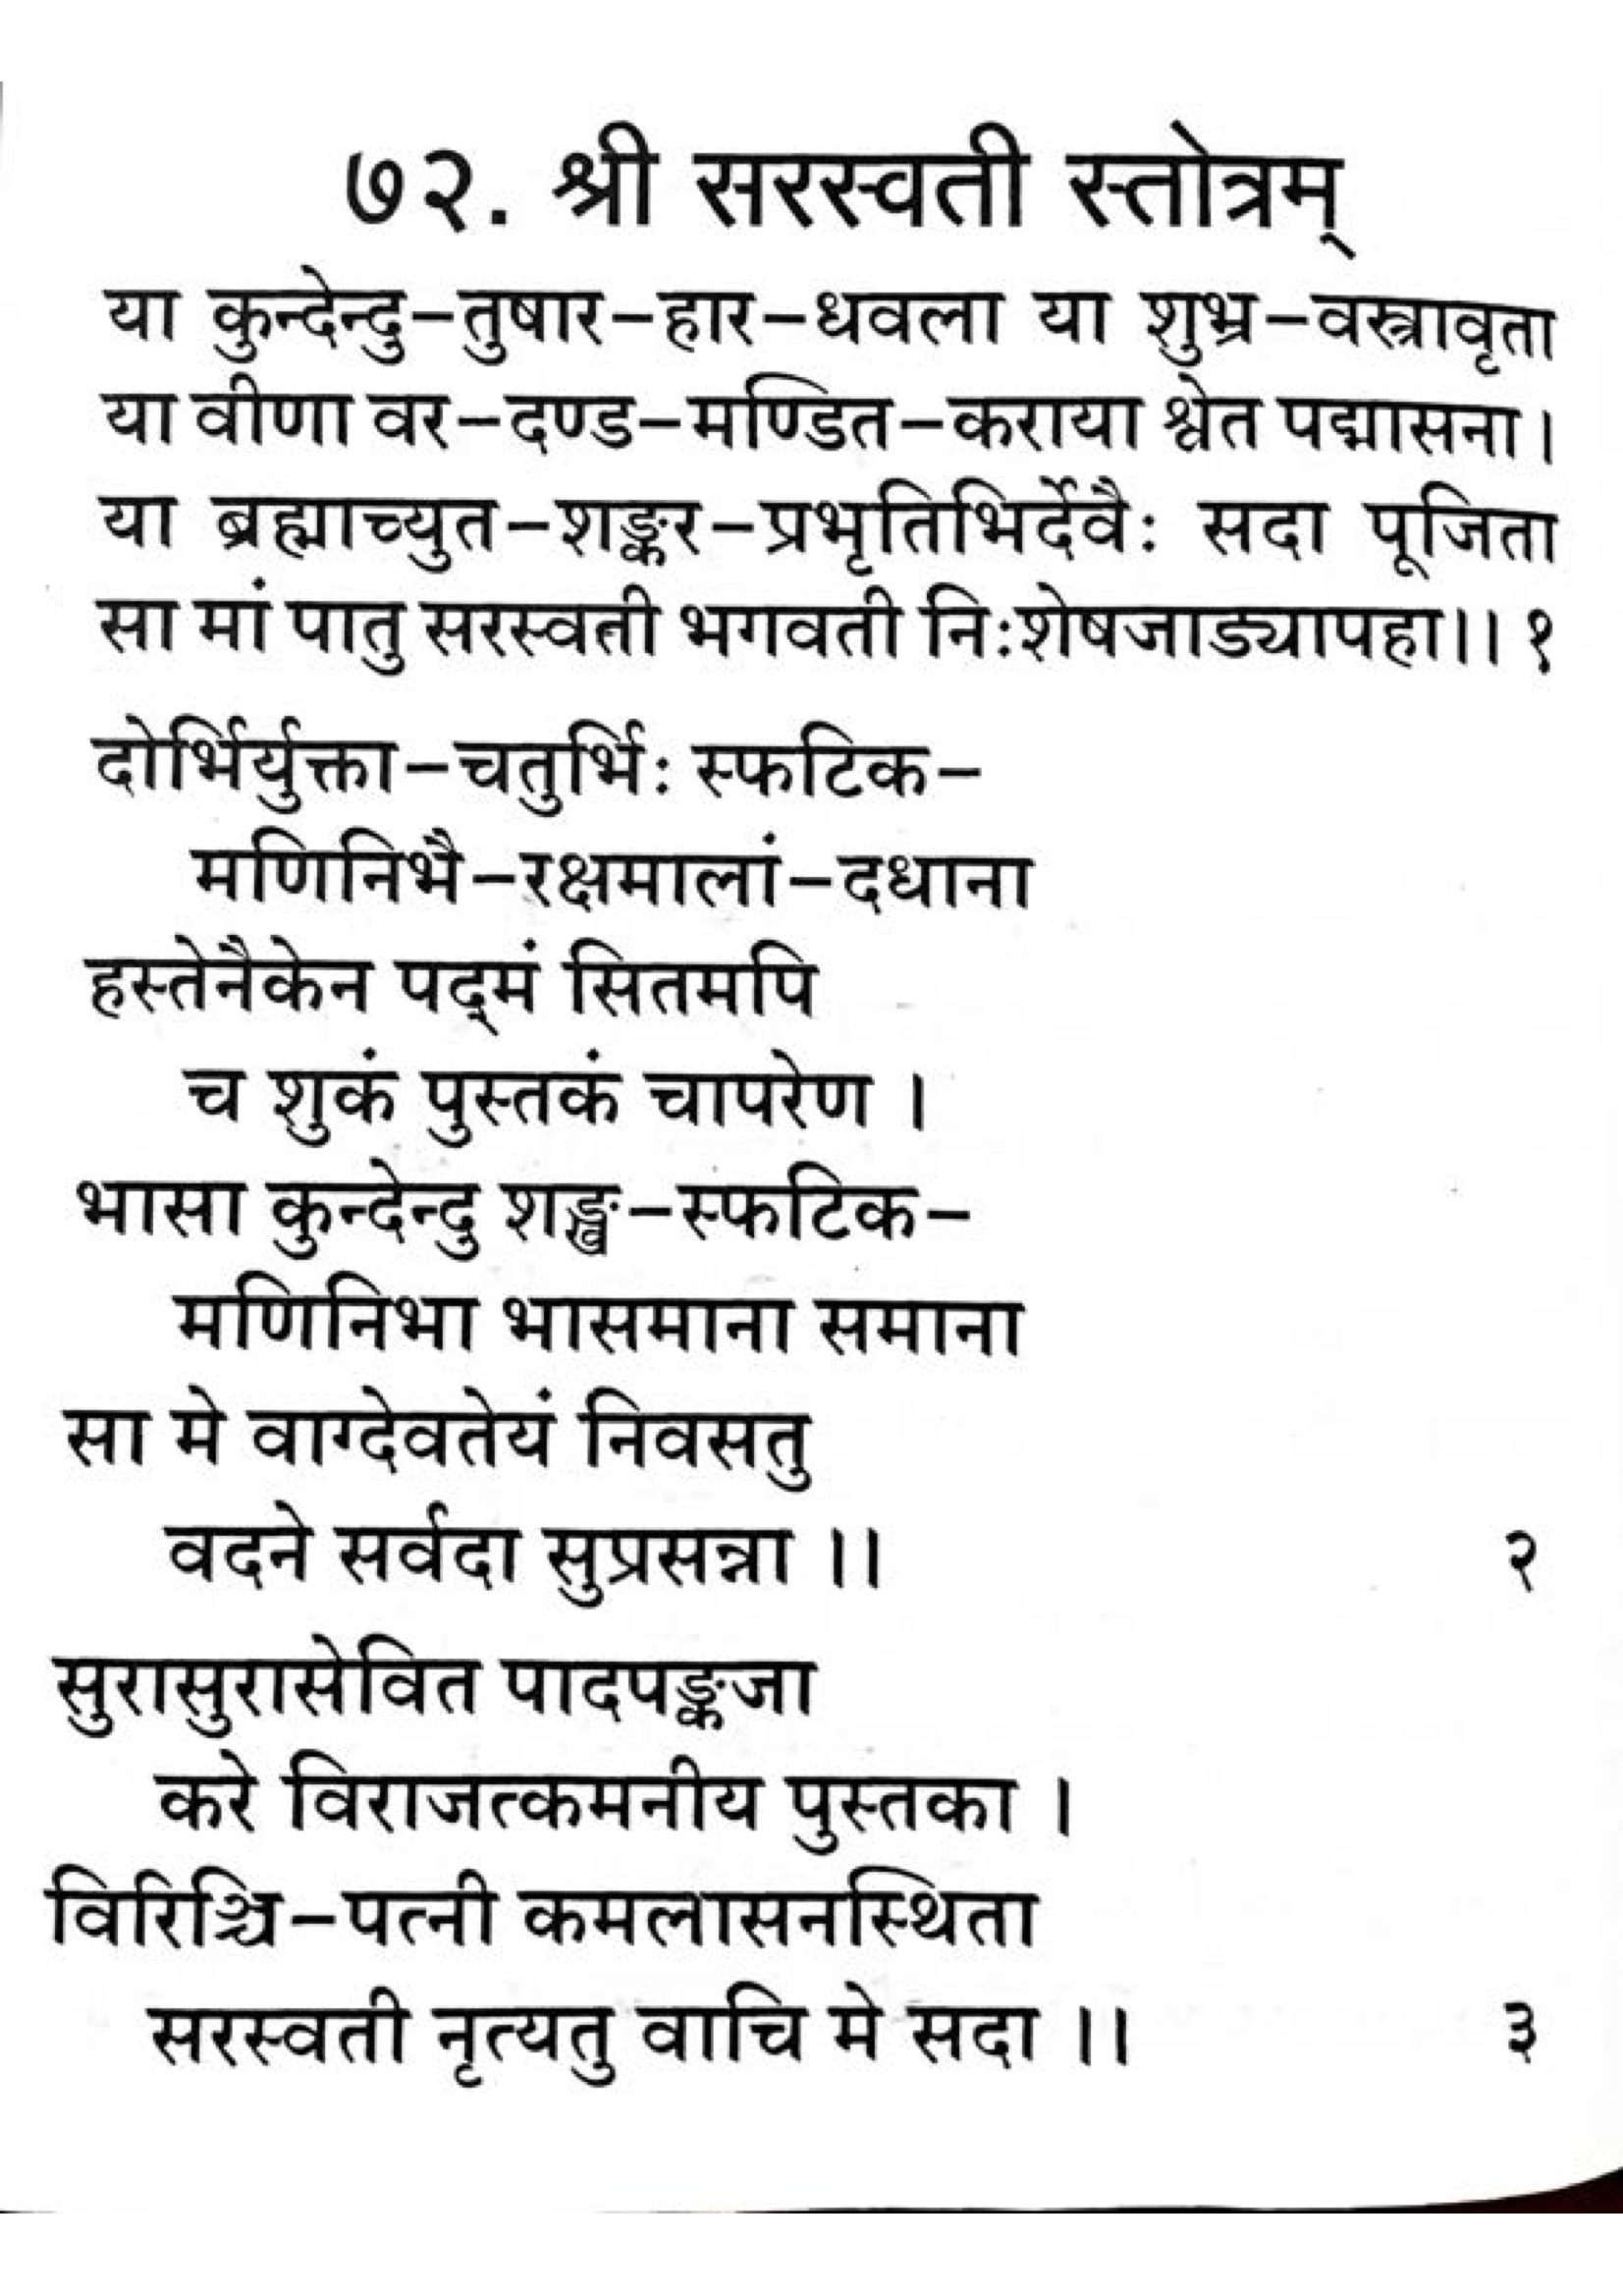 ७२. श्री सरस्वती स्तोत्रम्
या कुन्देन्दु-तुषार-हार-धवला या शुभ्र-वस्त्रावृता
या वीणा वर-दण्ड-मण्डित-कराया श्वेत पद्मासना।
या ब्रह्माच्युत-शङ्कर-प्रभृतिभिर्देवैः सदा पूजिता
सा मां पातु सरस्वती भगवती निःशेषजाड्यापहा।। १
दोर्भिर्युक्ता-चतुर्भिः स्फटिक-
मणिनिभै-रक्षमालां-दधाना
हस्तेनैकेन पद्‌मं सितमपि
च शुकं पुस्तकं चापरेण ।
भासा कुन्देन्दु शङ्ख-स्फटिक-
मणिनिभा भासमाना समाना
सा मे वाग्देवतेयं निवसतु
वदने सर्वदा सुप्रसन्ना ।। २
सुरासुरासेवित पादपङ्कजा
करे विराजत्कमनीय पुस्तका ।
विरिञ्चि-पत्नी कमलासनस्थिता
सरस्वती नृत्यतु वाचि मे सदा ।। ३